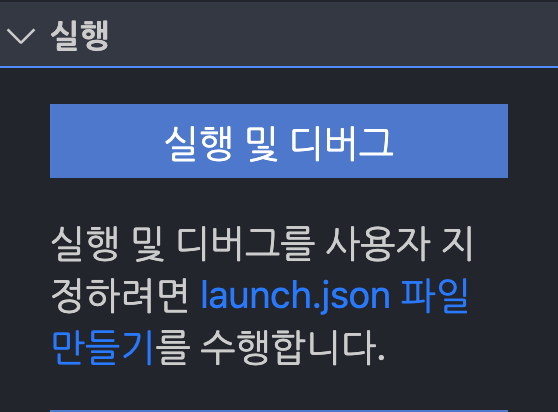 실행
실행 및 디버그
실행 및 디버그를 사용자 지
정하려면 launch.json 파일
만들기를 수행합니다.